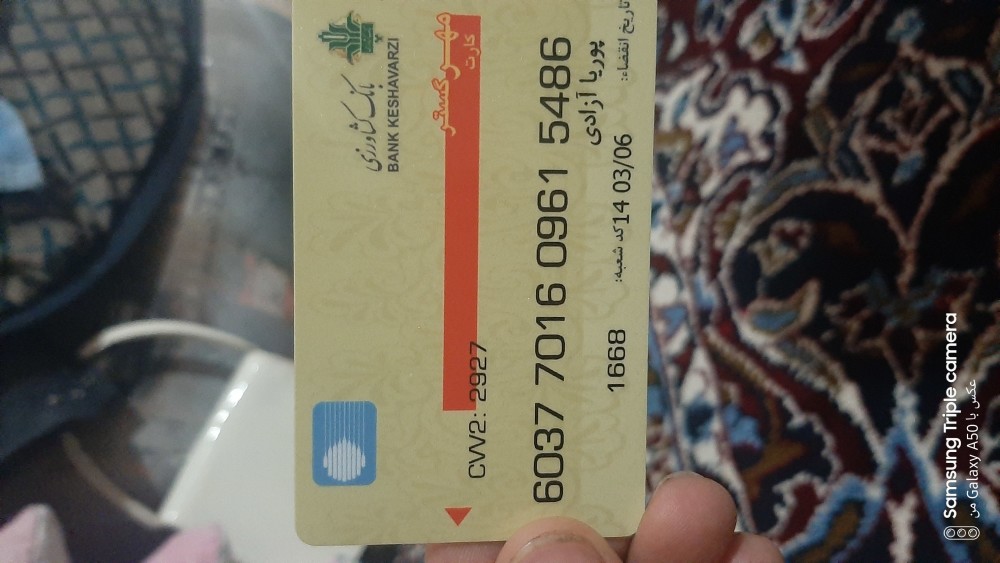 بانک کشاورزی
BANK KESHAVARZI
مهر گستر
کارت
CVV2: 2927
6037 7016 0961 5486
پوریا آزادی
1668
کد شعبه:
14 03/06
تاریخ انقضاء:
Samsung Triple camera
عکس با Galaxy A50 من